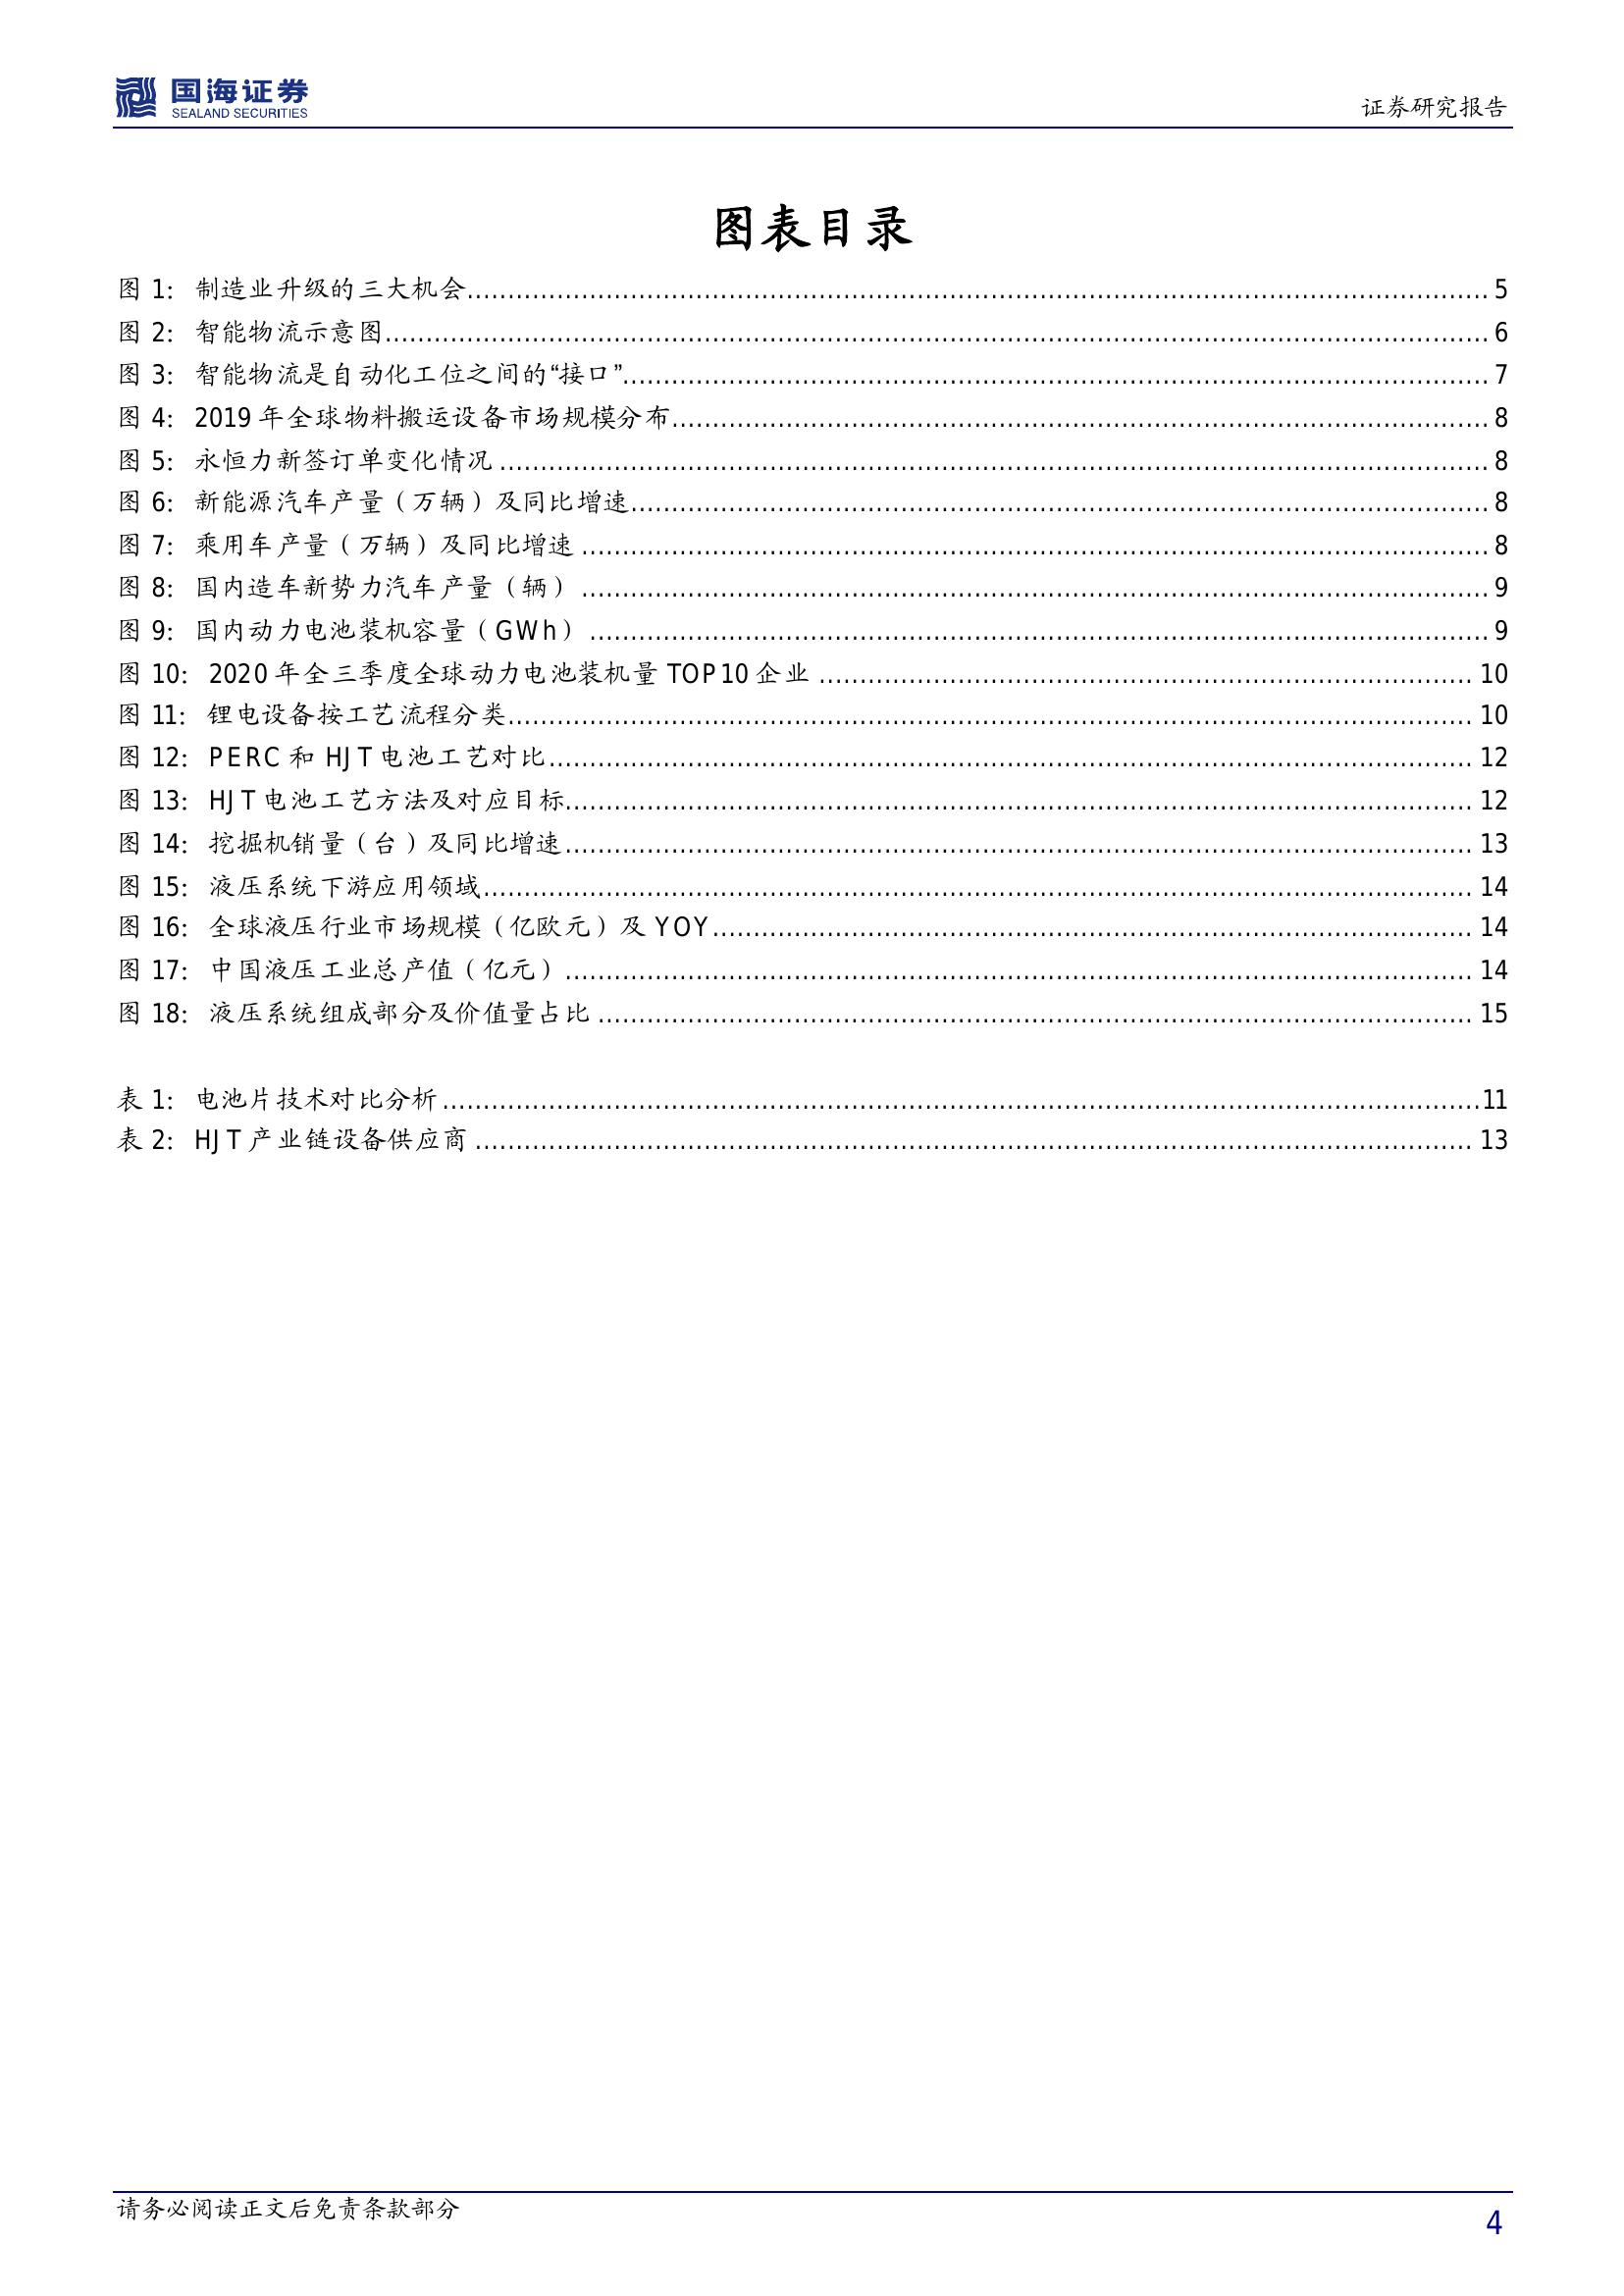 国海证券
SEALAND SECURITIES
证券研究报告
图表目录
图 1: 制造业升级的三大机会 5
图 2: 智能物流示意图 6
图 3: 智能物流是自动化工位之间的“接口” 7
图 4: 2019 年全球物料搬运设备市场规模分布 8
图 5: 永恒力新签订单变化情况 8
图 6: 新能源汽车产量（万辆）及同比增速 8
图 7: 乘用车产量（万辆）及同比增速 8
图 8: 国内造车新势力汽车产量（辆） 9
图 9: 国内动力电池装机容量（GWh） 9
图 10: 2020 年全三季度全球动力电池装机量 TOP10 企业 10
图 11: 锂电设备按工艺流程分类 10
图 12: PERC 和 HJT 电池工艺对比 12
图 13: HJT 电池工艺方法及对应目标 12
图 14: 挖掘机销量（台）及同比增速 13
图 15: 液压系统下游应用领域 14
图 16: 全球液压行业市场规模（亿欧元）及 YOY 14
图 17: 中国液压工业总产值（亿元） 14
图 18: 液压系统组成部分及价值量占比 15
表 1: 电池片技术对比分析 11
表 2: HJT 产业链设备供应商 13
请务必阅读正文后免责条款部分
4